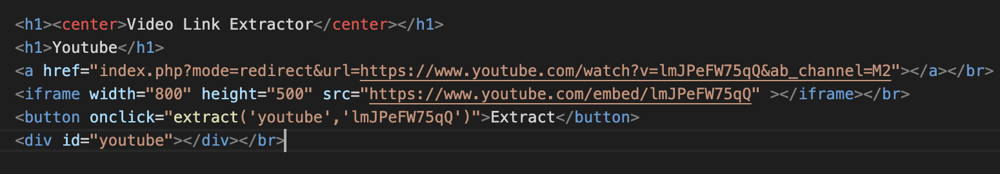 <h1><center>Video Link Extractor</center></h1>
<h1>Youtube</h1>
<a href="index.php?mode=redirect&url=https://www.youtube.com/watch?v=lmJPeFW75qQ&ab_channel=M2"></a></br>
<iframe width="800" height="500" src="https://www.youtube.com/embed/lmJPeFW75qQ" ></iframe></br>
<button onclick="extract('youtube','lmJPeFW75qQ')">Extract</button>
<div id="youtube"></div></br>